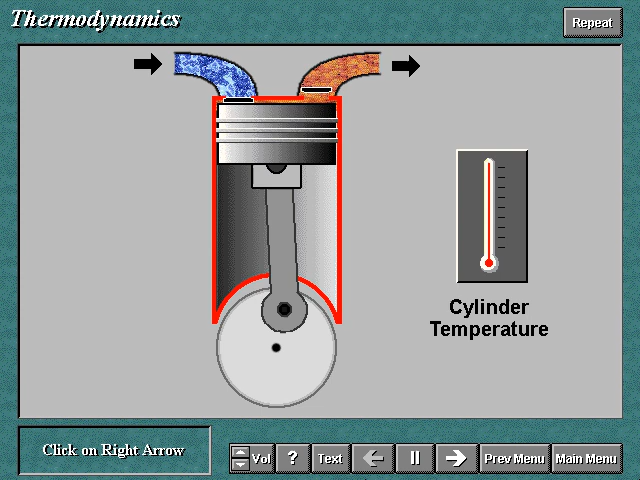 Thermodynamics
Repeat
Cylinder
Temperature
Click on Right Arrow
Vol
?
Text
Prev Menu
Main Menu